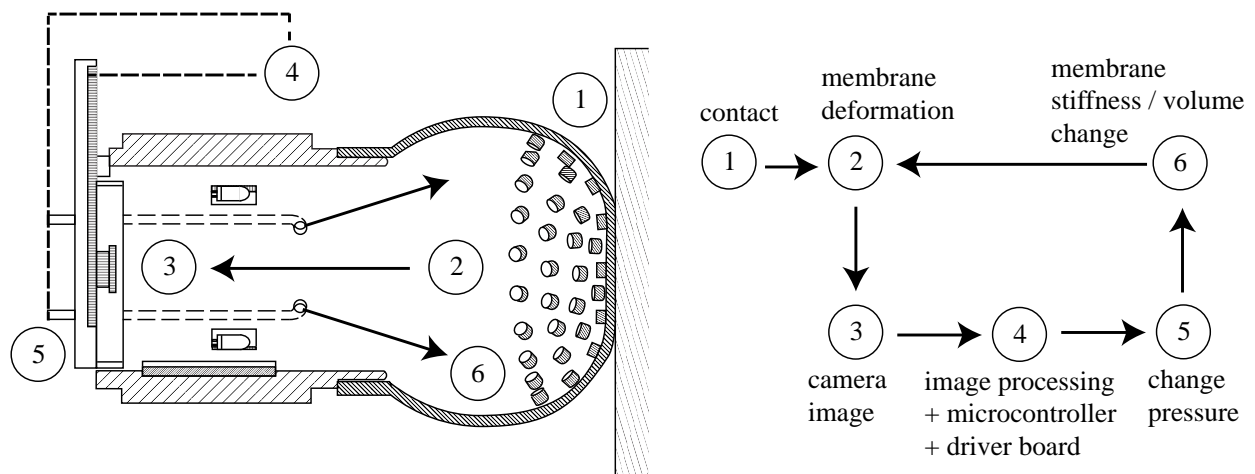 4
1
3
2
5
6
contact
1
membrane
deformation
2
membrane
stiffness / volume
change
6
3
camera
image
4
image processing
+ microcontroller
+ driver board
5
change
pressure